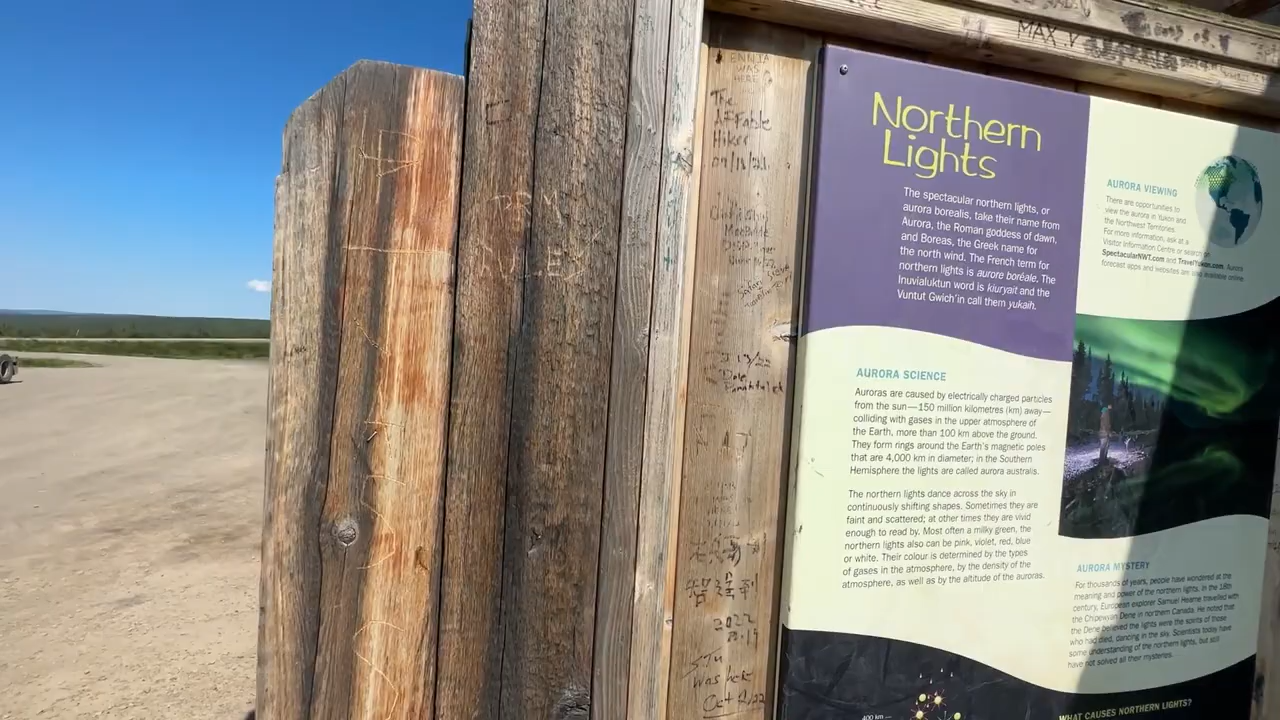 MAX V
ENNIA
WAS
HERE
The
Affable
Hiker
Northern
Lights
The spectacular northern lights, or
aurora borealis, take their name from
Aurora, the Roman goddess of dawn,
and Boreas, the Greek name for
the north wind. The French term for
northern lights is aurore boréale. The
Inuvialuktun word is kiuryait and the
Vuntut Gwich'in call them yukaih.
AURORA SCIENCE
Auroras are caused by electrically charged particles
from the sun—150 million kilometres (km) away—
colliding with gases in the upper atmosphere of
the Earth, more than 100 km above the ground.
They form rings around the Earth's magnetic poles
that are 4,000 km in diameter; in the Southern
Hemisphere the lights are called aurora australis.
The northern lights dance across the sky in
continuously shifting shapes. Sometimes they are
faint and scattered; at other times they are vivid
enough to read by. Most often a milky green, the
northern lights also can be pink, violet, red, blue
or white. Their colour is determined by the types
of gases in the atmosphere, by the density of the
atmosphere, as well as by the altitude of the auroras.
400 km
AURORA VIEWING
There are opportunities to
view the aurora in Yukon and
the Northwest Territories.
For more information, ask at a
Visitor Information Centre or search on
SpectacularNWT.com and TravelYukon.com. Aurora
forecast apps and websites are also available online.
AURORA MYSTERY
For thousands of years, people have wondered at the
meaning and power of the northern lights. In the 18th
century, European explorer Samuel Hearne travelled with
the Chipewyan Dene in northern Canada. He noted that
the Dene believed the lights were the spirits of those
who had died, dancing in the sky. Scientists today have
some understanding of the northern lights, but still
have not solved all their mysteries.
WHAT CAUSES NORTHERN LIGHTS?
2022
Stu
was here
Oct